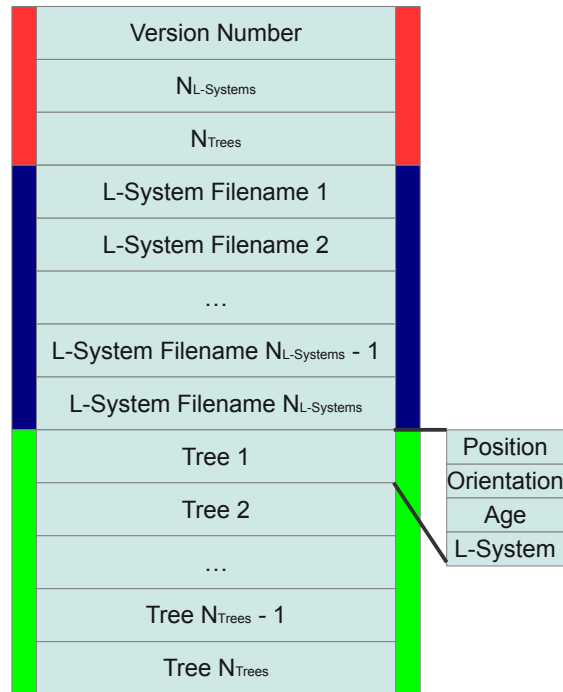 Version Number
NL-Systems
NTrees
L-System Filename 1
L-System Filename 2
…
L-System Filename NL-Systems - 1
L-System Filename NL-Systems
Tree 1
Tree 2
…
Tree NTrees - 1
Tree NTrees
Position
Orientation
Age
L-System